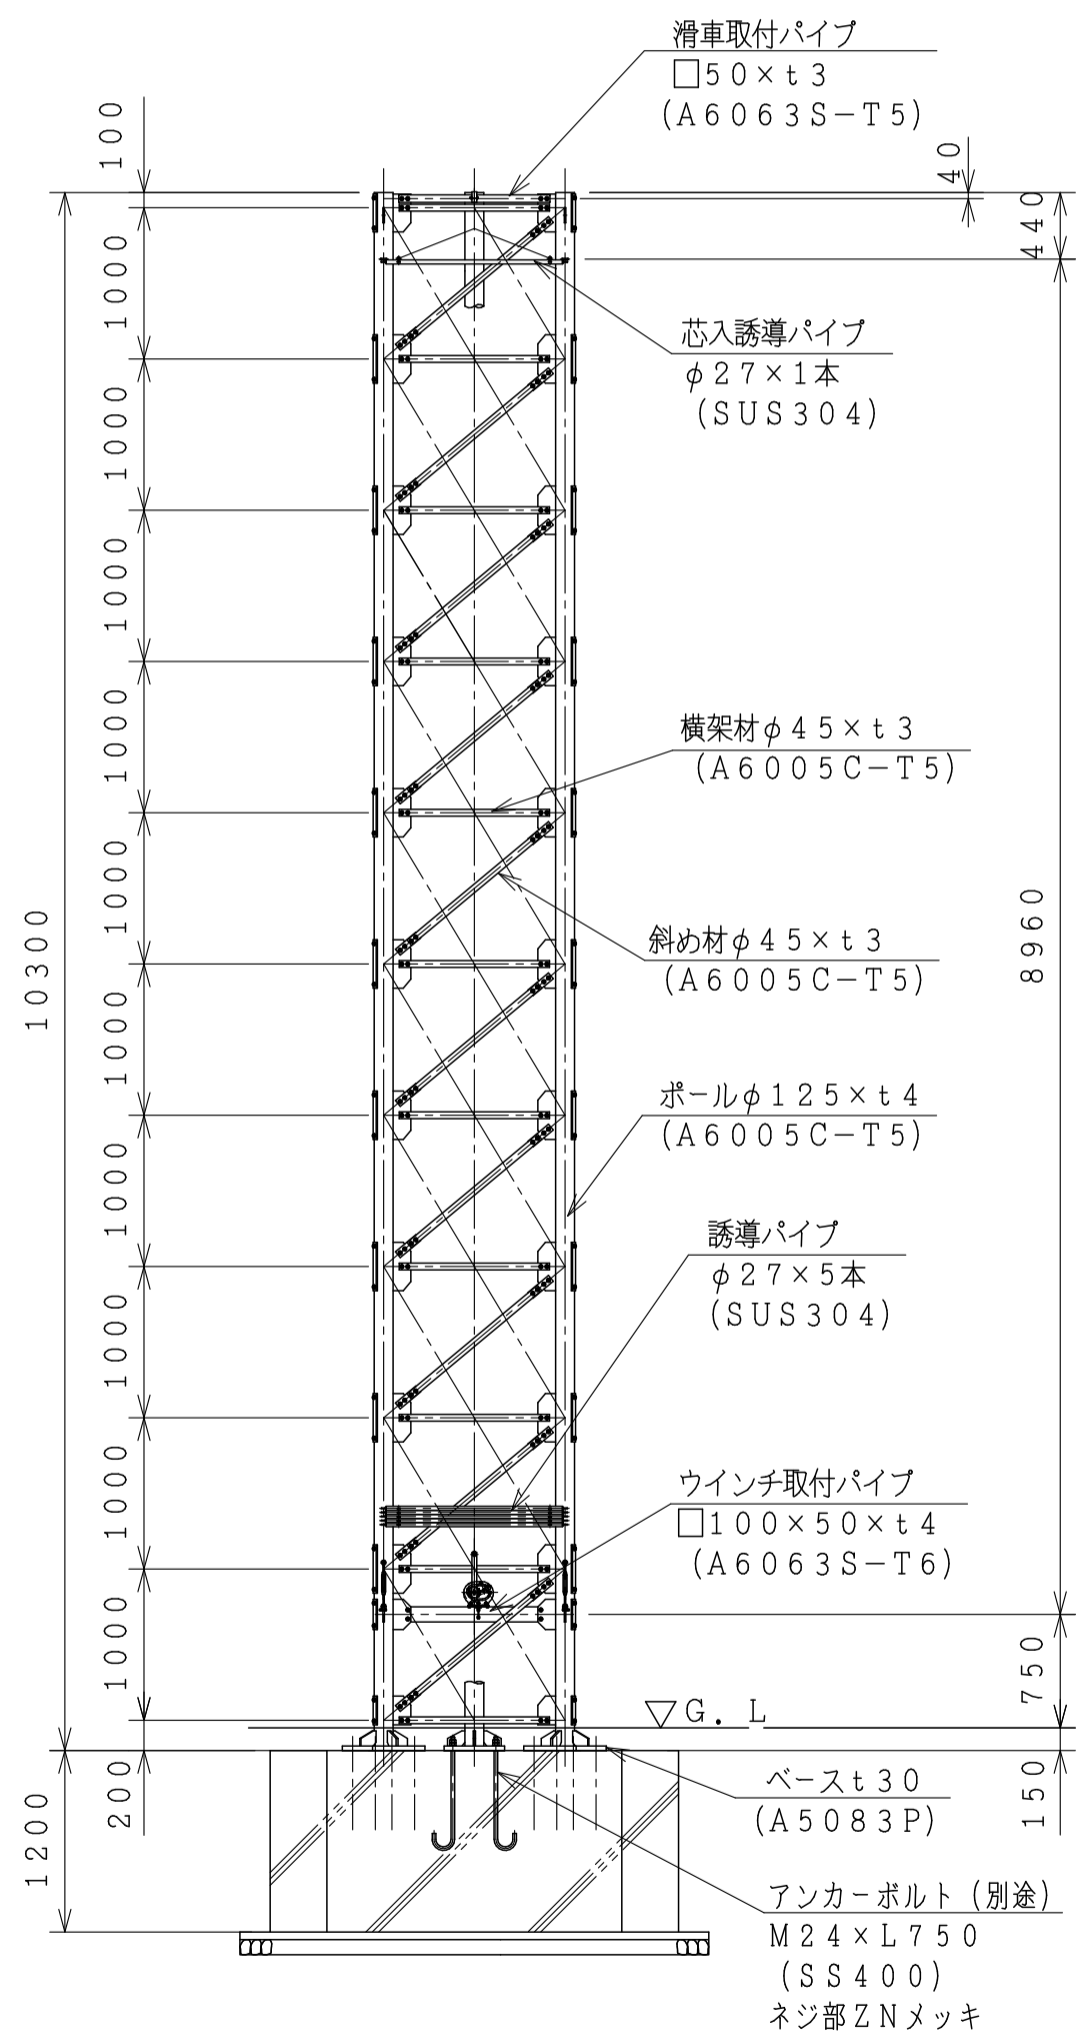 滑車取付パイプ
□50×t3
(A6063S-T5)
100
40
440
1000
芯入誘導パイプ
φ27×1本
(SUS304)
1000
1000
1000
横架材φ45×t3
(A6005C-T5)
1000
10300
8960
斜め材φ45×t3
(A6005C-T5)
1000
ポールφ125×t4
(A6005C-T5)
1000
誘導パイプ
φ27×5本
(SUS304)
1000
1000
ウインチ取付パイプ
□100×50×t4
(A6063S-T6)
1000
750
▽G. L
200
150
ベースt30
(A5083P)
1200
アンカーボルト(別途)
M24×L750
(SS400)
ネジ部ZNメッキ